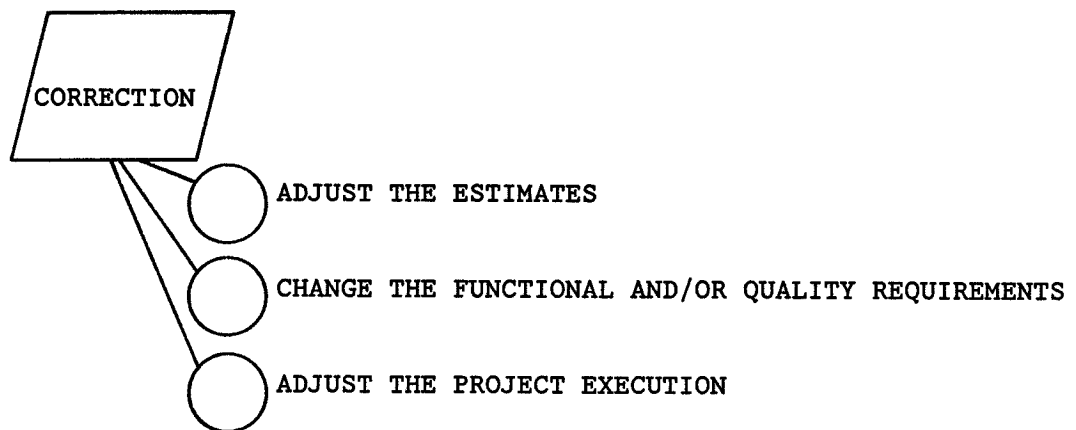 CORRECTION
ADJUST THE ESTIMATES
CHANGE THE FUNCTIONAL AND/OR QUALITY REQUIREMENTS
ADJUST THE PROJECT EXECUTION